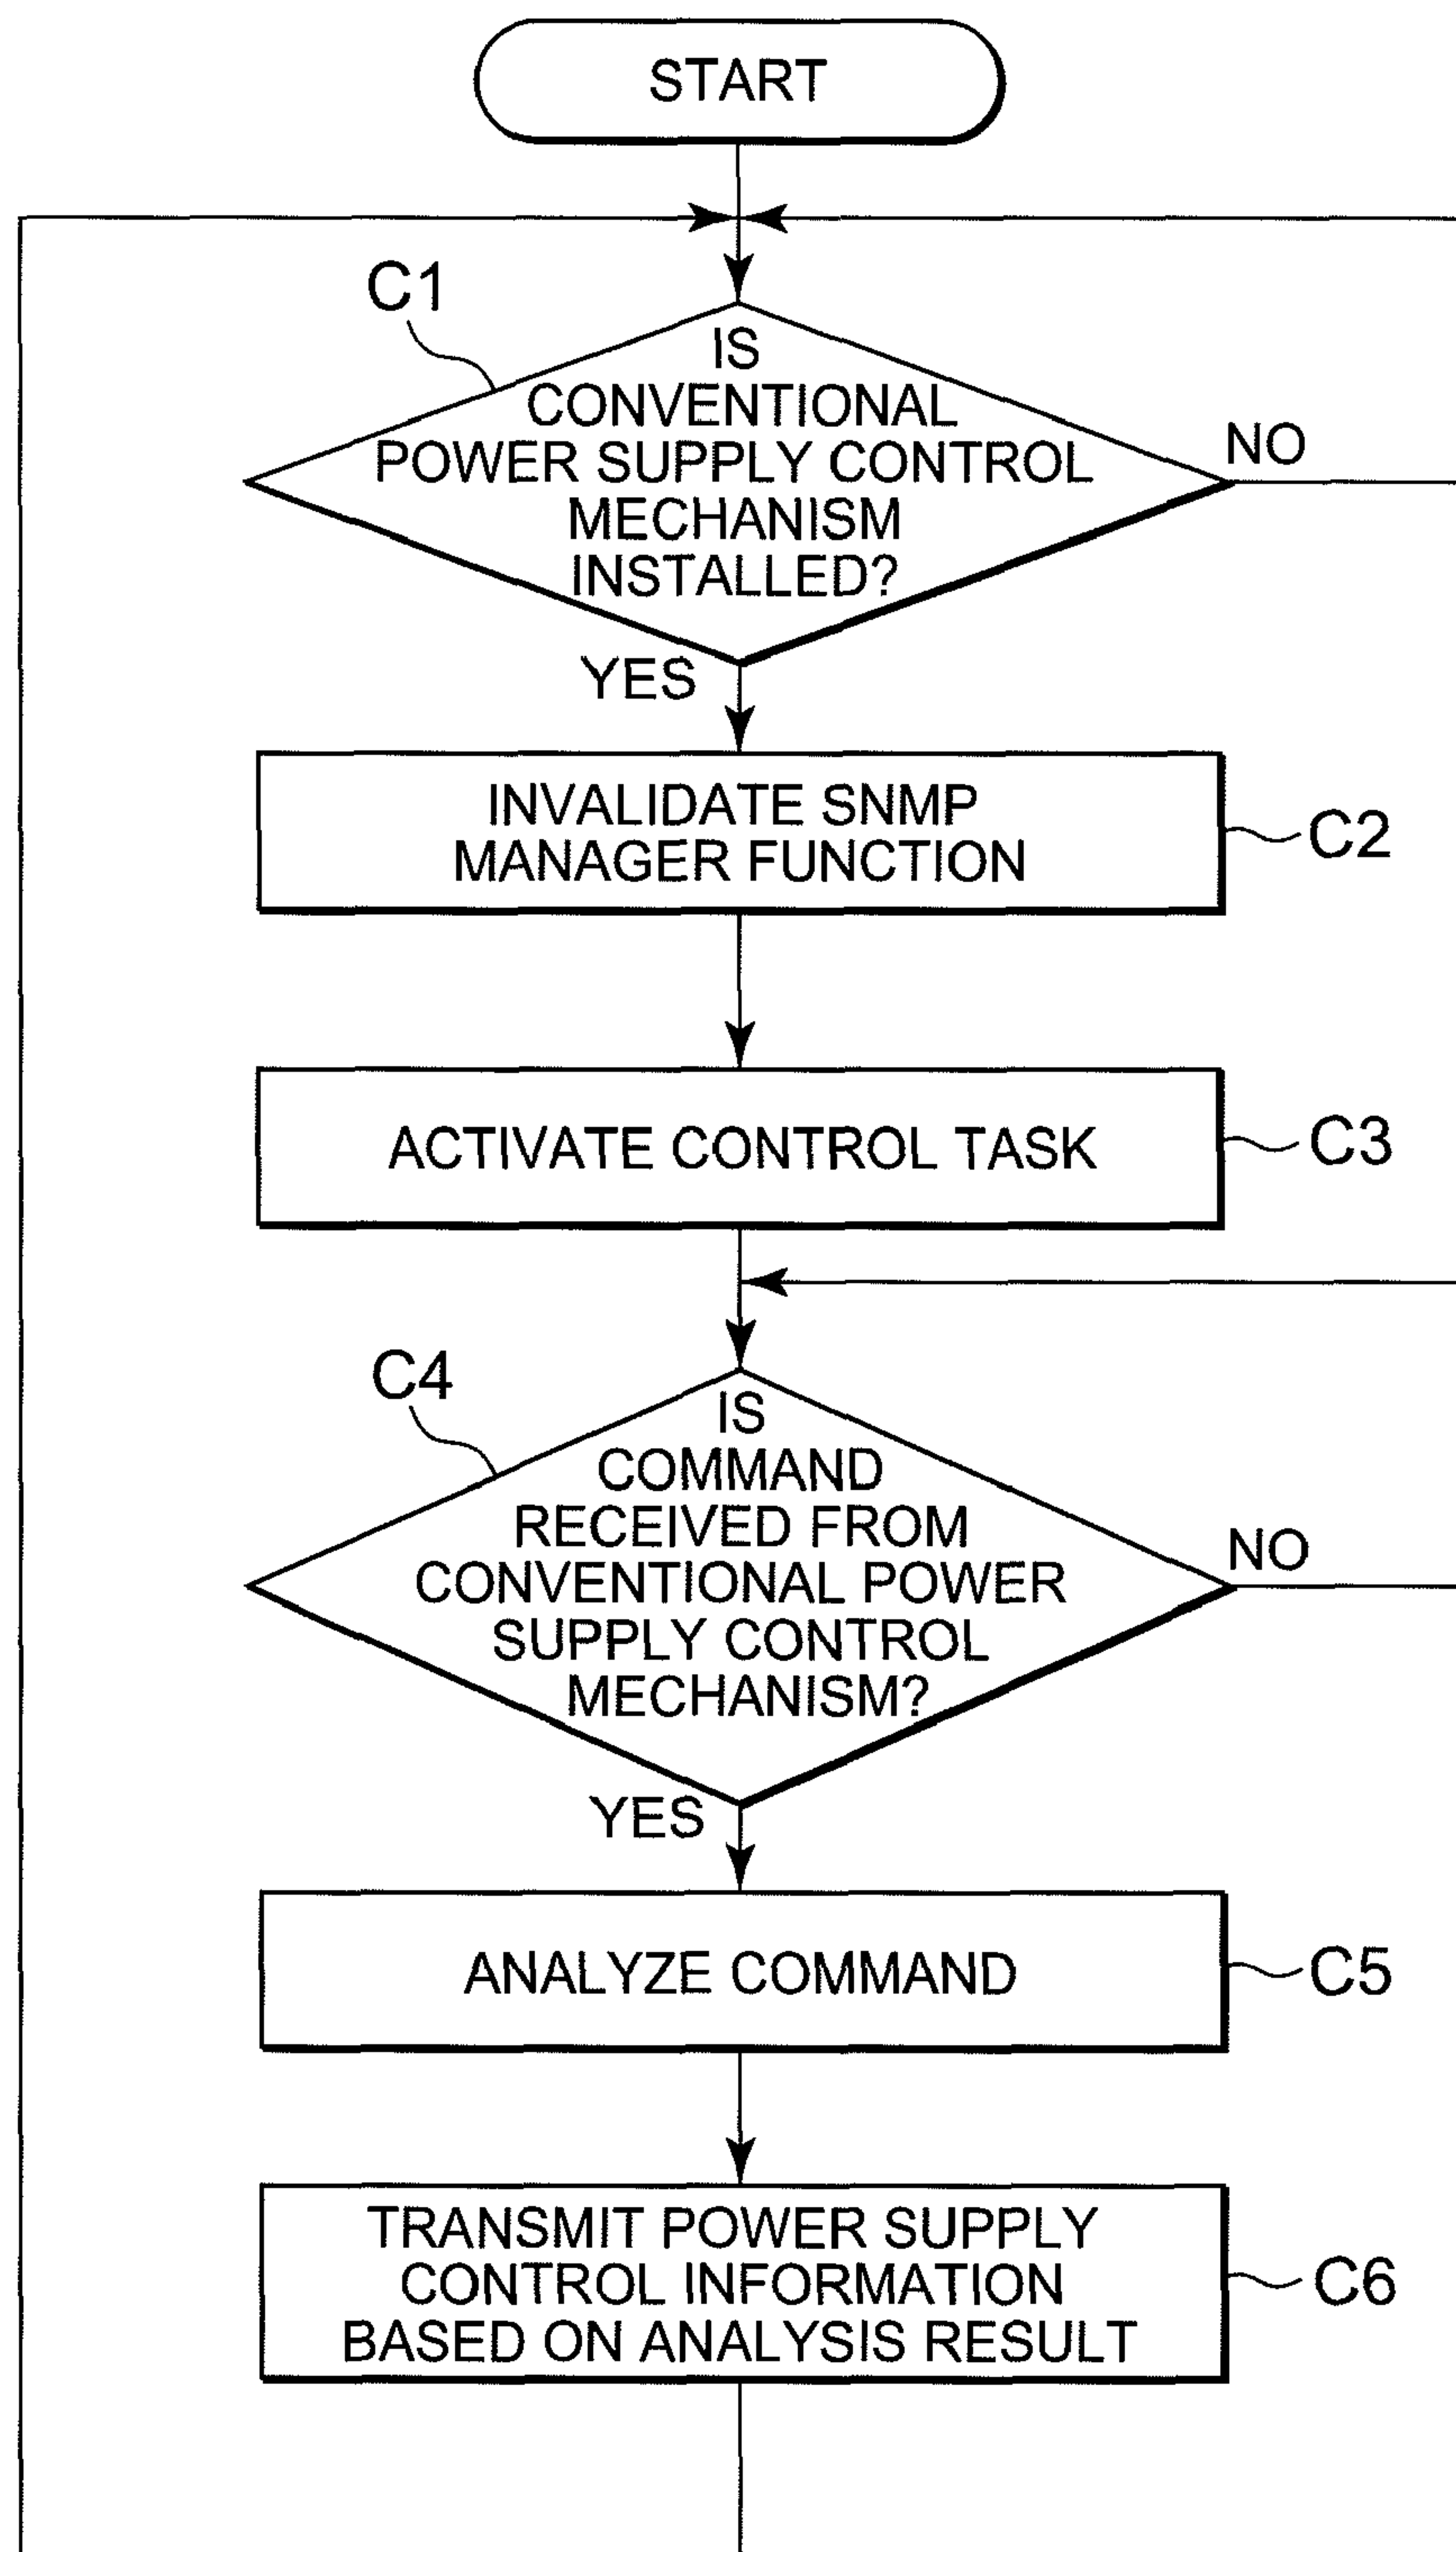 START
C1
IS
CONVENTIONAL
POWER SUPPLY CONTROL
MECHANISM
INSTALLED?
NO
YES
INVALIDATE SNMP
MANAGER FUNCTION
C2
ACTIVATE CONTROL TASK
C3
C4
IS
COMMAND
RECEIVED FROM
CONVENTIONAL POWER
SUPPLY CONTROL
MECHANISM?
NO
YES
ANALYZE COMMAND
C5
TRANSMIT POWER SUPPLY
CONTROL INFORMATION
BASED ON ANALYSIS RESULT
C6